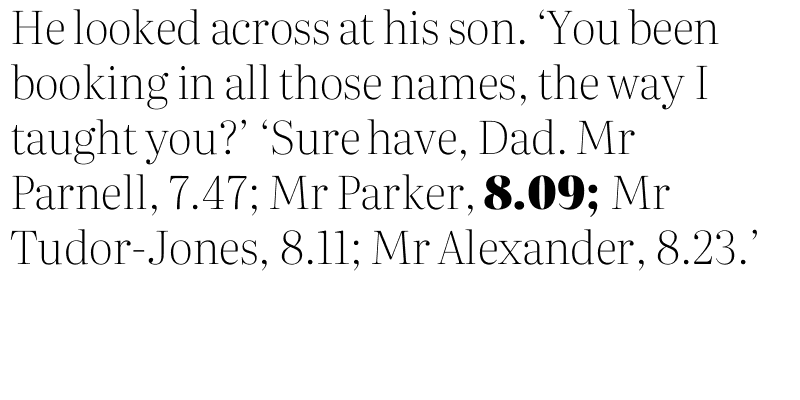 He looked across at his son. ‘You been
booking in all those names, the way I
taught you?’ ‘Sure have, Dad. Mr
Parnell, 7.47; Mr Parker, 8.09; Mr
Tudor-Jones, 8.11; Mr Alexander, 8.23.’